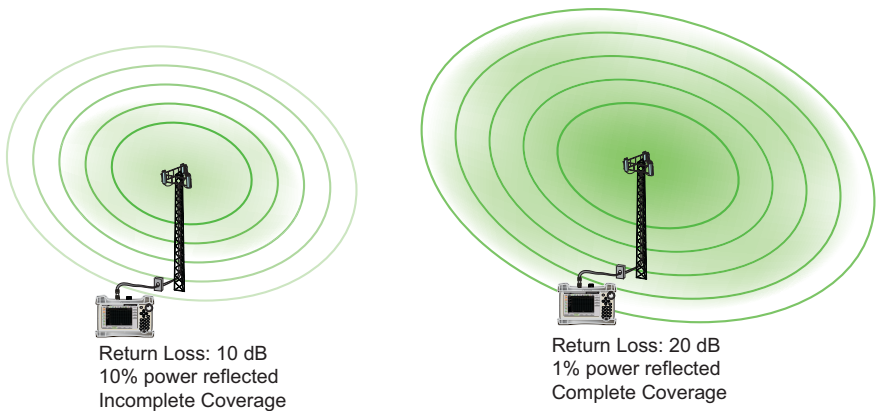 Return Loss: 10 dB
10% power reflected
Incomplete Coverage
Return Loss: 20 dB
1% power reflected
Complete Coverage